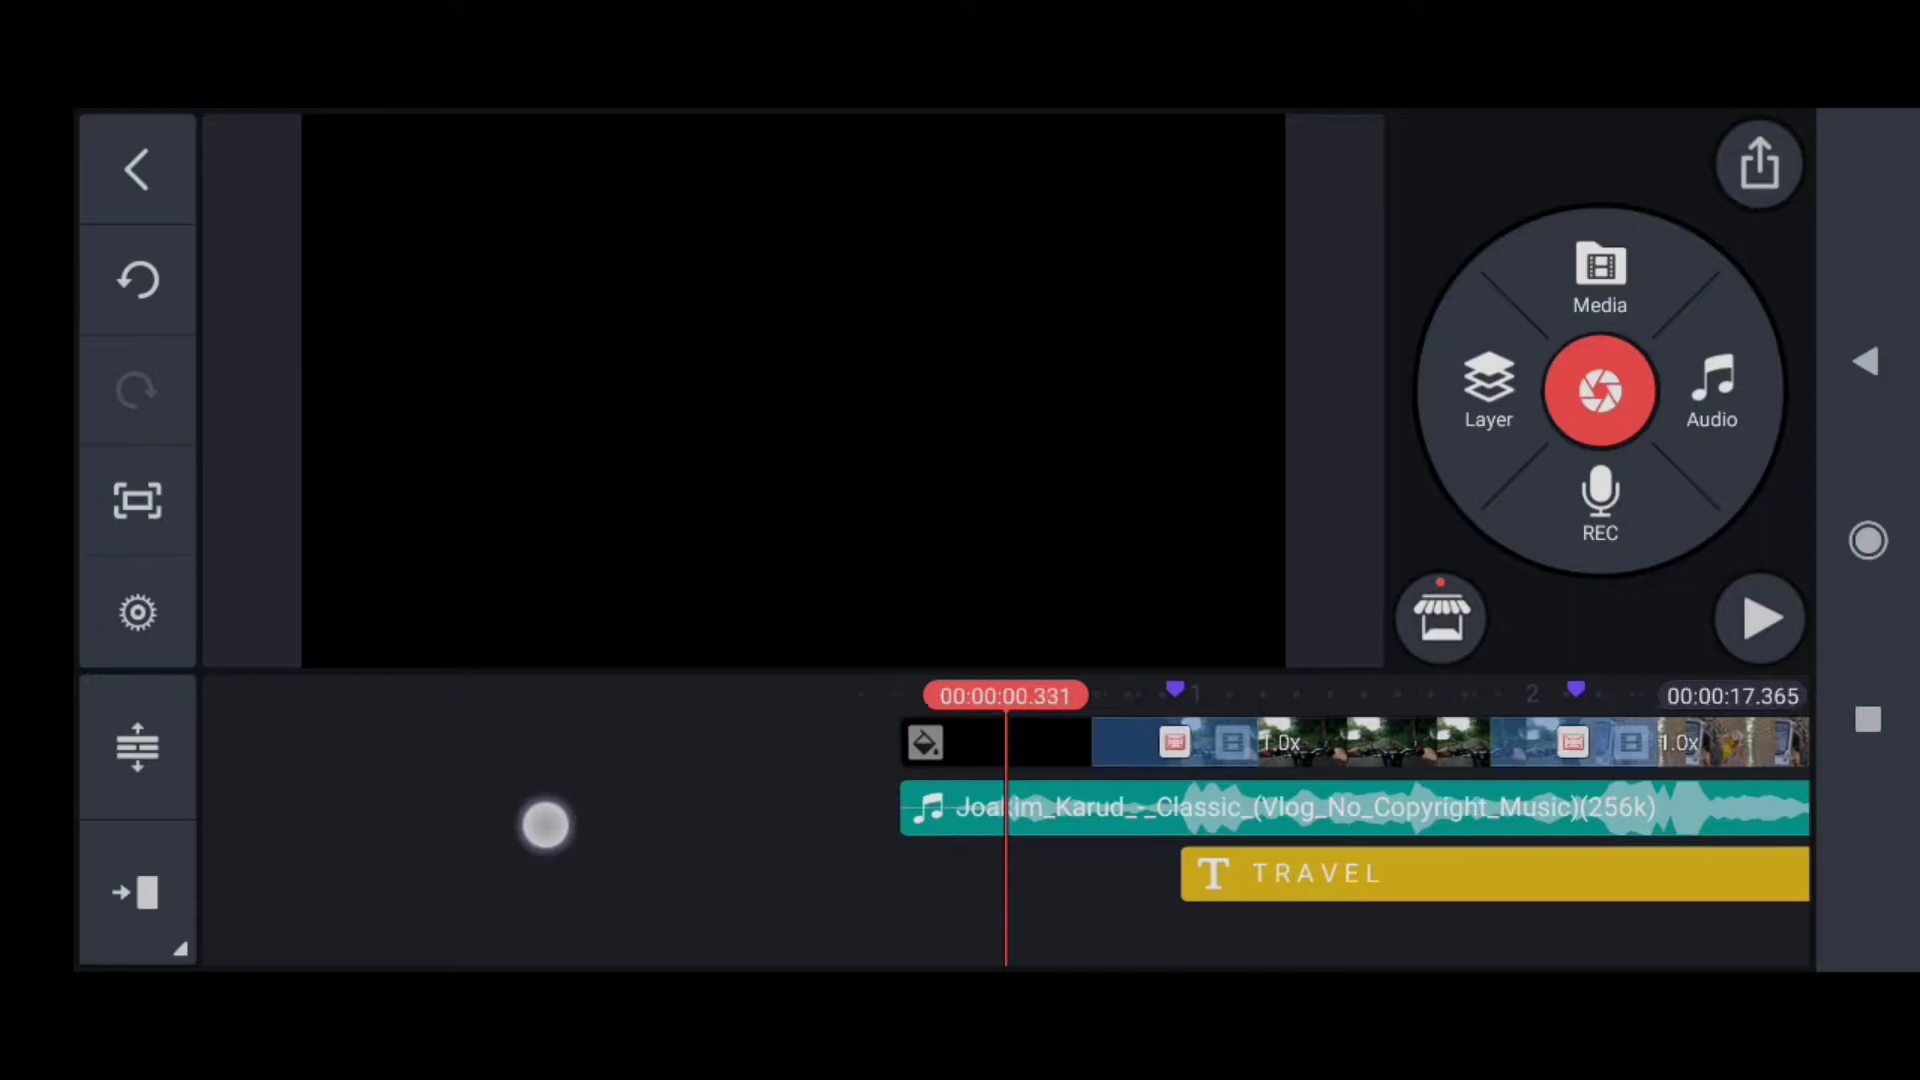 Media
Layer
Audio
REC
00:00:00.331
1
2
00:00:17.365
1.0x
1.0x
Joakim_Karud_-_Classic_(Vlog_No_Copyright_Music)(256k)
T TRAVEL